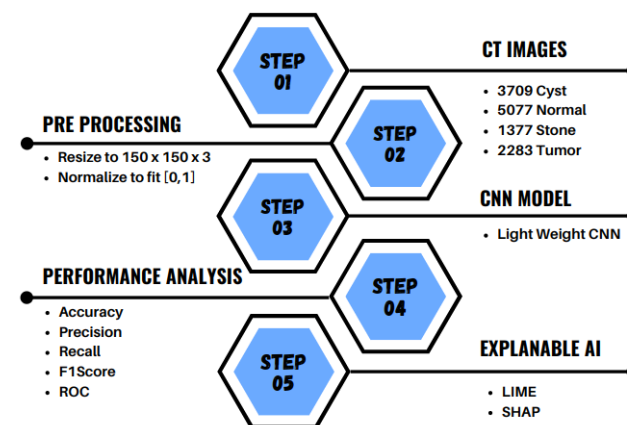 STEP
01
CT IMAGES
• 3709 Cyst
• 5077 Normal
• 1377 Stone
• 2283 Tumor
PRE PROCESSING
• Resize to 150 x 150 x 3
• Normalize to fit [0,1]
STEP
02
STEP
03
CNN MODEL
• Light Weight CNN
PERFORMANCE ANALYSIS
• Accuracy
• Precision
• Recall
• F1Score
• ROC
STEP
04
STEP
05
EXPLANABLE AI
• LIME
• SHAP